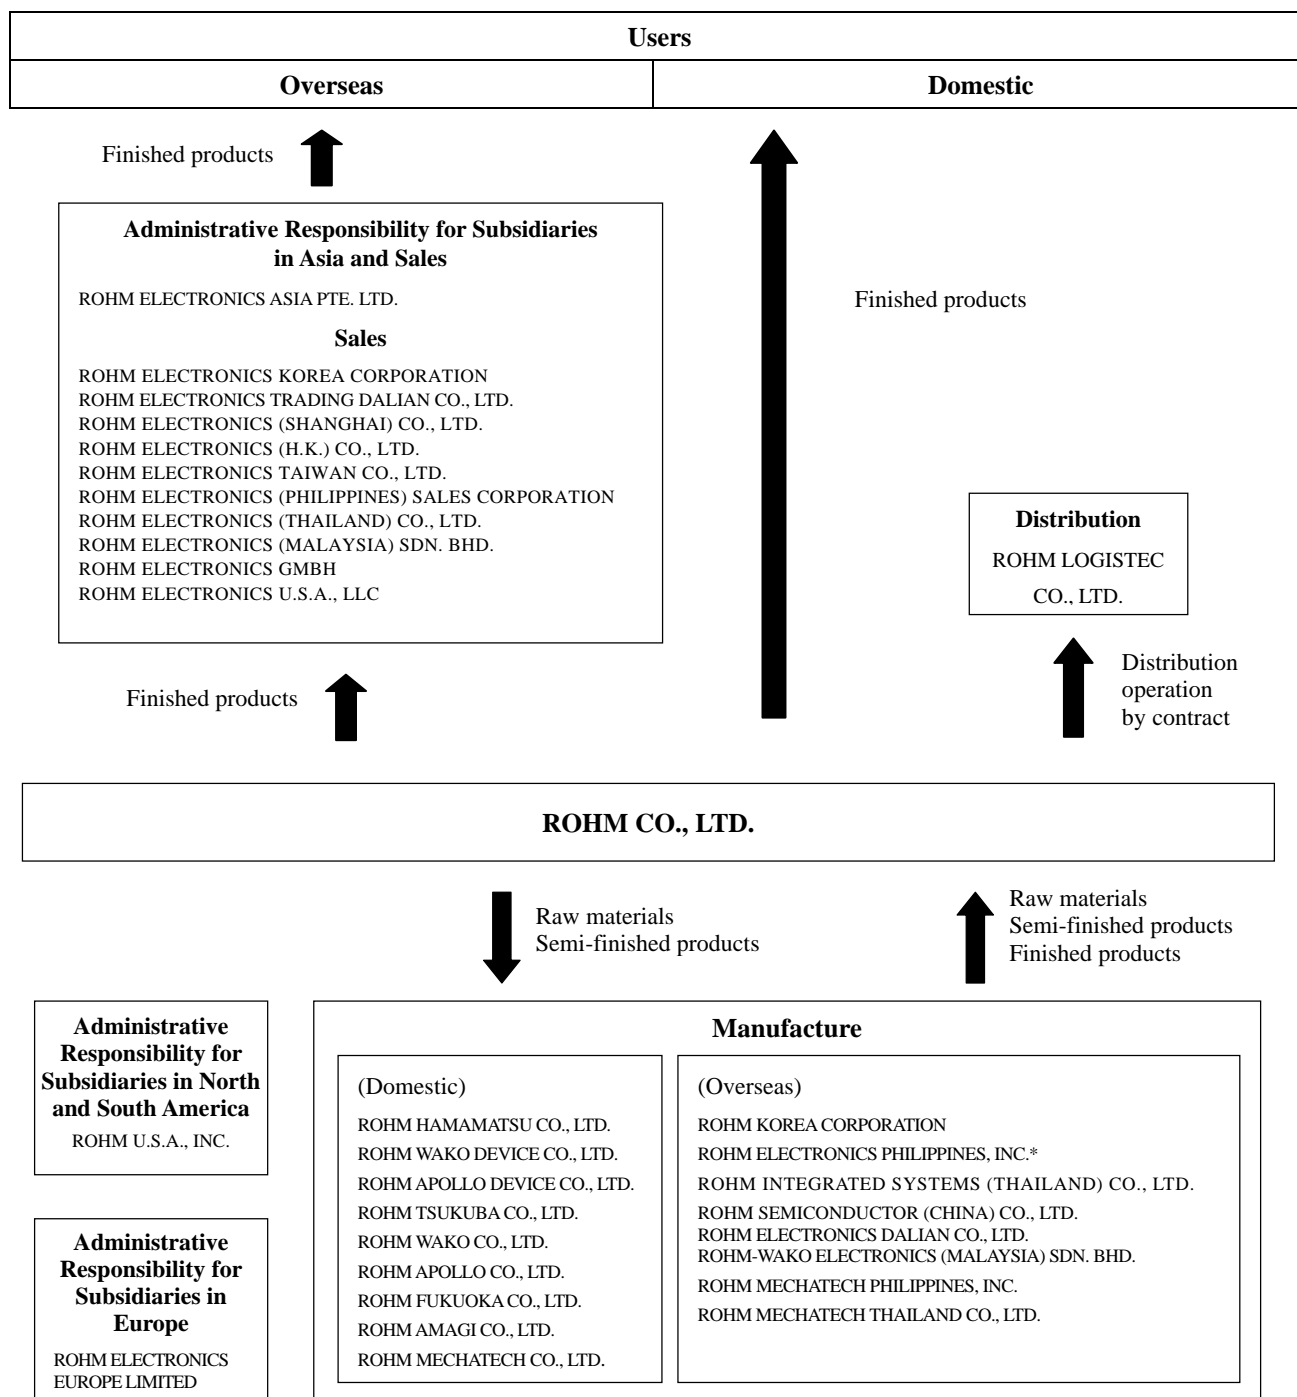 Users
Overseas
Domestic
Finished products
Administrative Responsibility for Subsidiaries
in Asia and Sales
ROHM ELECTRONICS ASIA PTE. LTD.
Sales
ROHM ELECTRONICS KOREA CORPORATION
ROHM ELECTRONICS TRADING DALIAN CO., LTD.
ROHM ELECTRONICS (SHANGHAI) CO., LTD.
ROHM ELECTRONICS (H.K.) CO., LTD.
ROHM ELECTRONICS TAIWAN CO., LTD.
ROHM ELECTRONICS (PHILIPPINES) SALES CORPORATION
ROHM ELECTRONICS (THAILAND) CO., LTD.
ROHM ELECTRONICS (MALAYSIA) SDN. BHD.
ROHM ELECTRONICS GMBH
ROHM ELECTRONICS U.S.A., LLC
Finished products
Finished products
Distribution
ROHM LOGISTEC
CO., LTD.
Distribution
operation
by contract
ROHM CO., LTD.
Raw materials
Semi-finished products
Raw materials
Semi-finished products
Finished products
Administrative
Responsibility for
Subsidiaries in North
and South America
ROHM U.S.A., INC.
Administrative
Responsibility for
Subsidiaries in
Europe
ROHM ELECTRONICS
EUROPE LIMITED
Manufacture
(Domestic)
ROHM HAMAMATSU CO., LTD.
ROHM WAKO DEVICE CO., LTD.
ROHM APOLLO DEVICE CO., LTD.
ROHM TSUKUBA CO., LTD.
ROHM WAKO CO., LTD.
ROHM APOLLO CO., LTD.
ROHM FUKUOKA CO., LTD.
ROHM AMAGI CO., LTD.
ROHM MECHATECH CO., LTD.
(Overseas)
ROHM KOREA CORPORATION
ROHM ELECTRONICS PHILIPPINES, INC.*
ROHM INTEGRATED SYSTEMS (THAILAND) CO., LTD.
ROHM SEMICONDUCTOR (CHINA) CO., LTD.
ROHM ELECTRONICS DALIAN CO., LTD.
ROHM-WAKO ELECTRONICS (MALAYSIA) SDN. BHD.
ROHM MECHATECH PHILIPPINES, INC.
ROHM MECHATECH THAILAND CO., LTD.